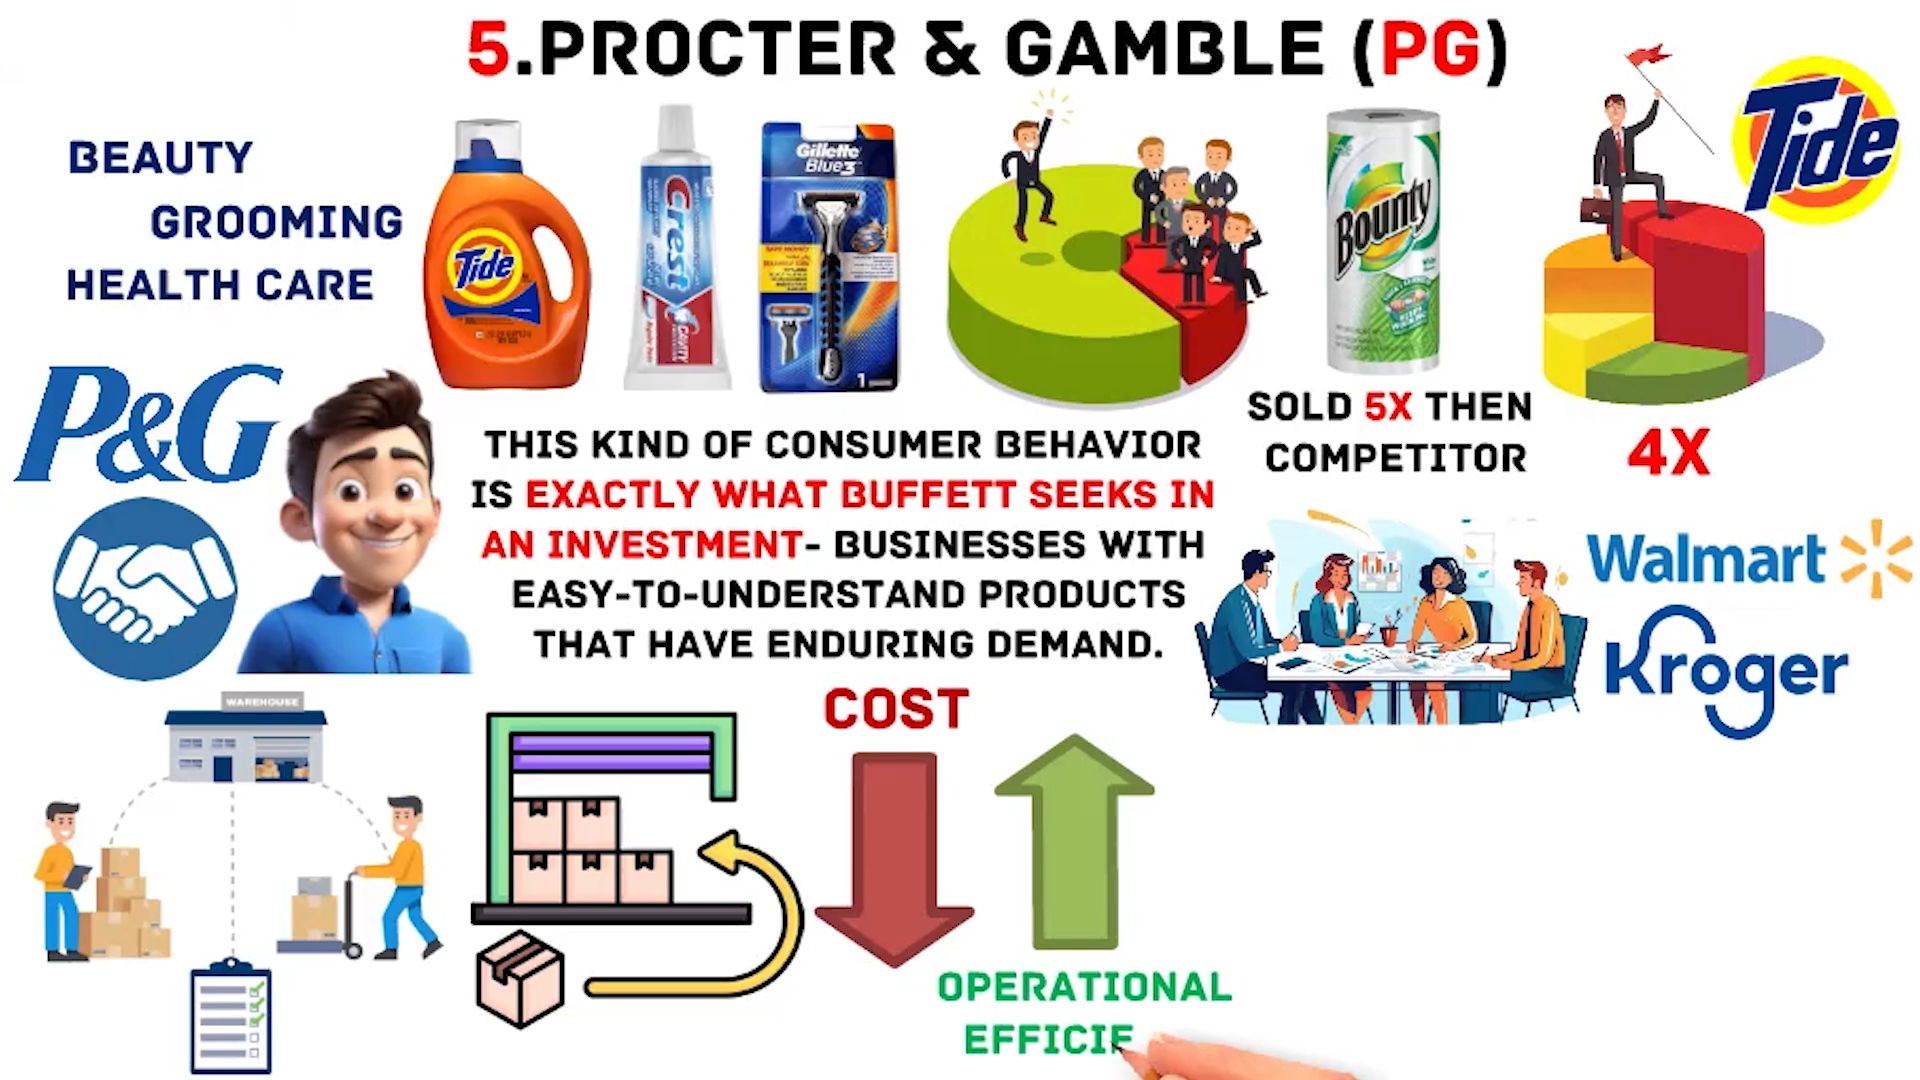 5.PROCTER & GAMBLE (PG)
BEAUTY
GROOMING
HEALTH CARE
Tide
Crest
Cavity
Gillette
Blue3
1
Bounty
Tide
P&G
SOLD 5X THEN
COMPETITOR
4X
THIS KIND OF CONSUMER BEHAVIOR
IS EXACTLY WHAT BUFFETT SEEKS IN
AN INVESTMENT- BUSINESSES WITH
EASY-TO-UNDERSTAND PRODUCTS
THAT HAVE ENDURING DEMAND.
Walmart
Kroger
WAREHOUSE
COST
OPERATIONAL
EFFICIE